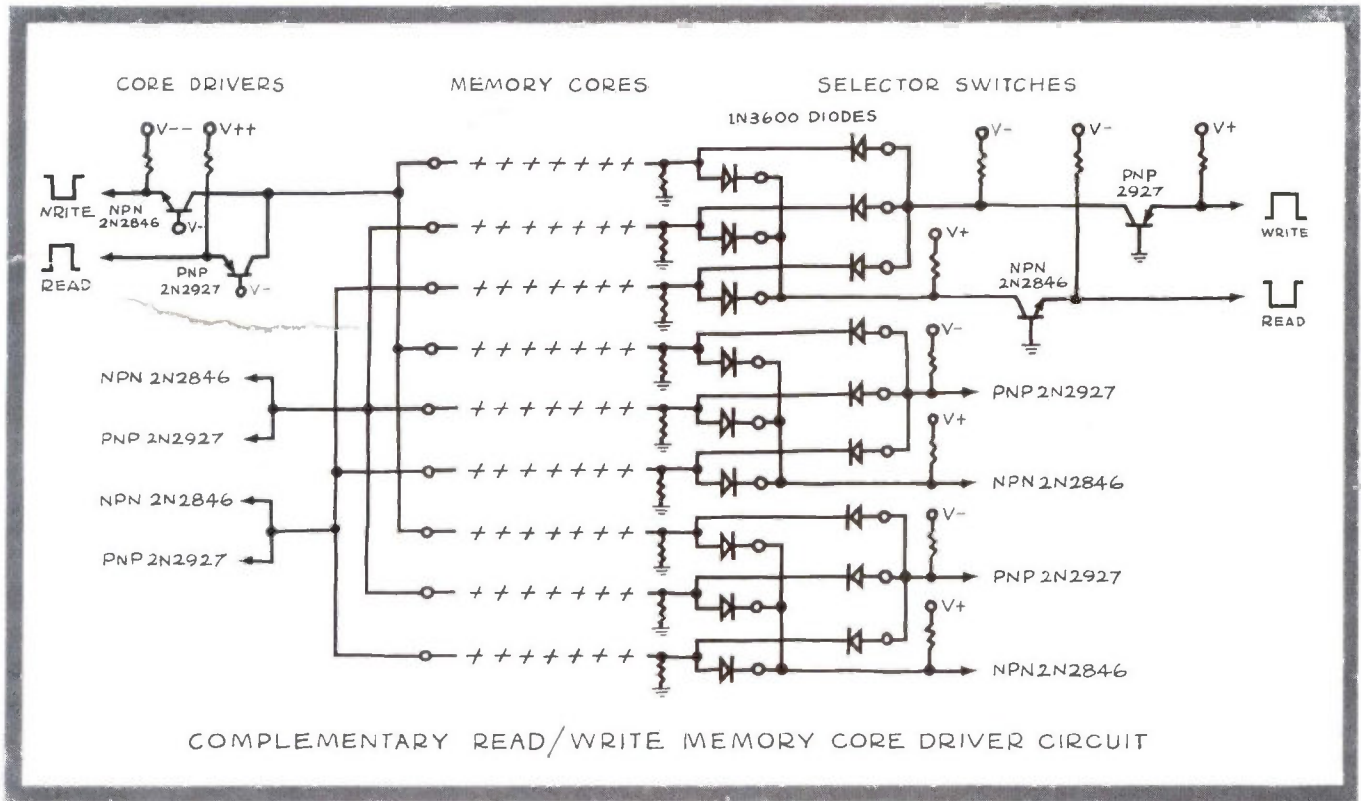 CORE DRIVERS
MEMORY CORES
SELECTOR SWITCHES
1N3600 DIODES
V--
V++
V-
V-
V+
WRITE
NPN
2N2846
V-
READ
PNP
2N2927
V-
PNP
2927
WRITE
V+
NPN
2N2846
READ
V-
NPN 2N2846
PNP 2N2927
PNP 2N2927
V+
NPN 2N2846
NPN 2N2846
PNP 2N2927
V-
PNP 2N2927
V+
NPN 2N2846
COMPLEMENTARY READ/WRITE MEMORY CORE DRIVER CIRCUIT